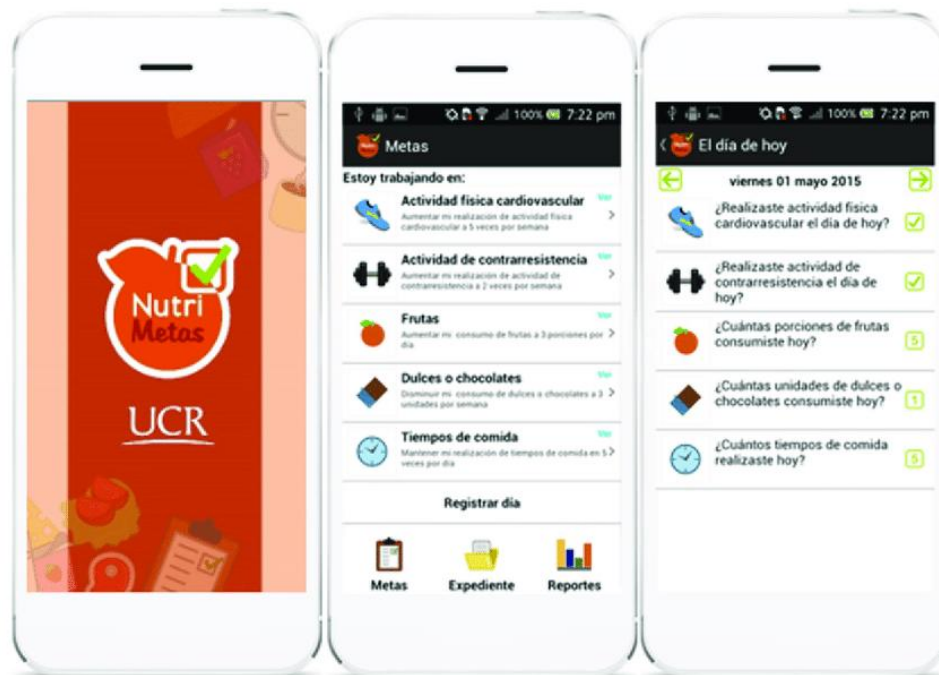 Nutri
Metas
UCR
100% 7:22 pm
Metas
Estoy trabajando en:
Actividad física cardiovascular
Ver
Aumentar mi realización de actividad física
cardiovascular a 5 veces por semana
Actividad de contrarresistencia
Ver
Aumentar mi realización de actividad de
contrarresistencia a 2 veces por semana
Frutas
Ver
Aumentar mi consumo de frutas a 3 porciones por
día
Dulces o chocolates
Ver
Disminuir mi consumo de dulces o chocolates a 3
unidades por semana
Tiempos de comida
Ver
Mantener mi realización de tiempos de comida en 5
veces por día
Registrar día
Metas Expediente Reportes
100% 7:22 pm
Nutri
El día de hoy
viernes 01 mayo 2015
¿Realizaste actividad física
cardiovascular el día de hoy?
¿Realizaste actividad de
contrarresistencia el día de
hoy?
¿Cuántas porciones de frutas
consumiste hoy?
5
¿Cuántas unidades de dulces o
chocolates consumiste hoy?
1
¿Cuántos tiempos de comida
realizaste hoy?
5